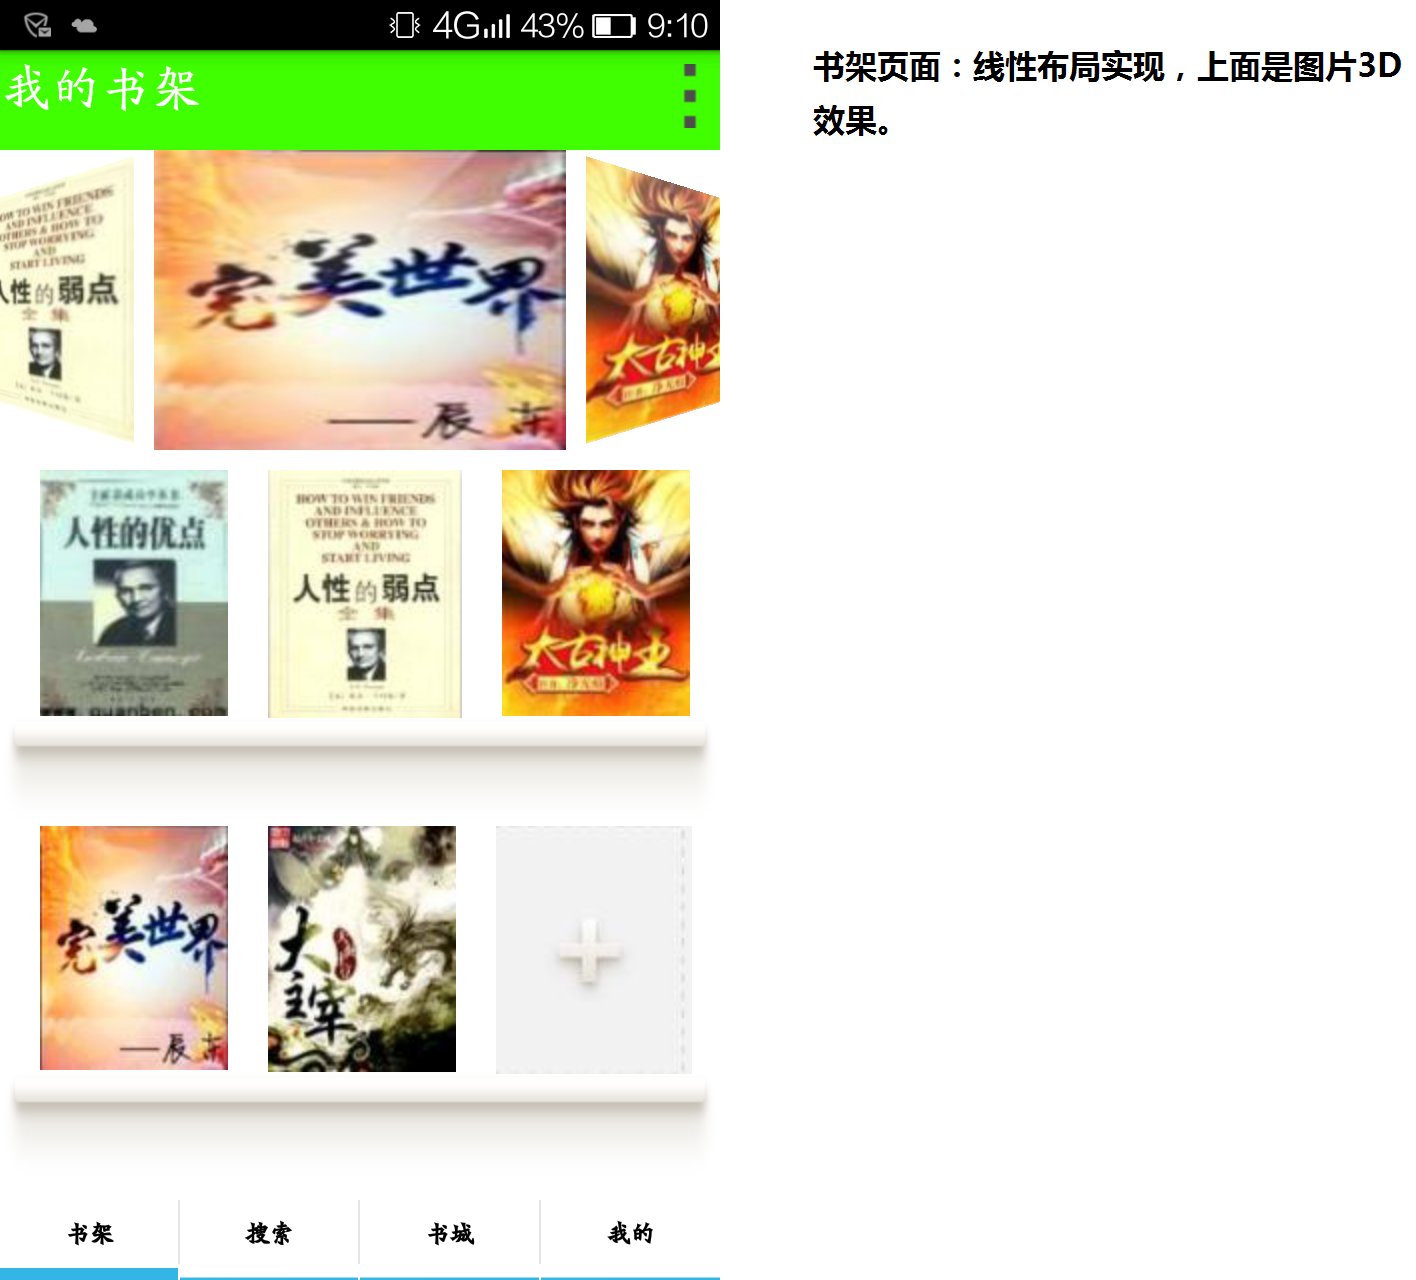 4G 43% 9:10
我的书架
书架页面：线性布局实现，上面是图片3D
效果。
OW TO WIN FRIENDS
AND INFLUENCE
OTHERS & HOW TO
STOP WORRYING
AND
START LIVING
人性的弱点
全集
完美世界
——辰东
太古神王
人性的优点
HOW TO WIN FRIENDS
AND INFLUENCE
OTHERS & HOW TO
STOP WORRYING
AND
START LIVING
人性的弱点
全集
太古神王
完美世界
——辰东
大主宰
书架
搜索
书城
我的